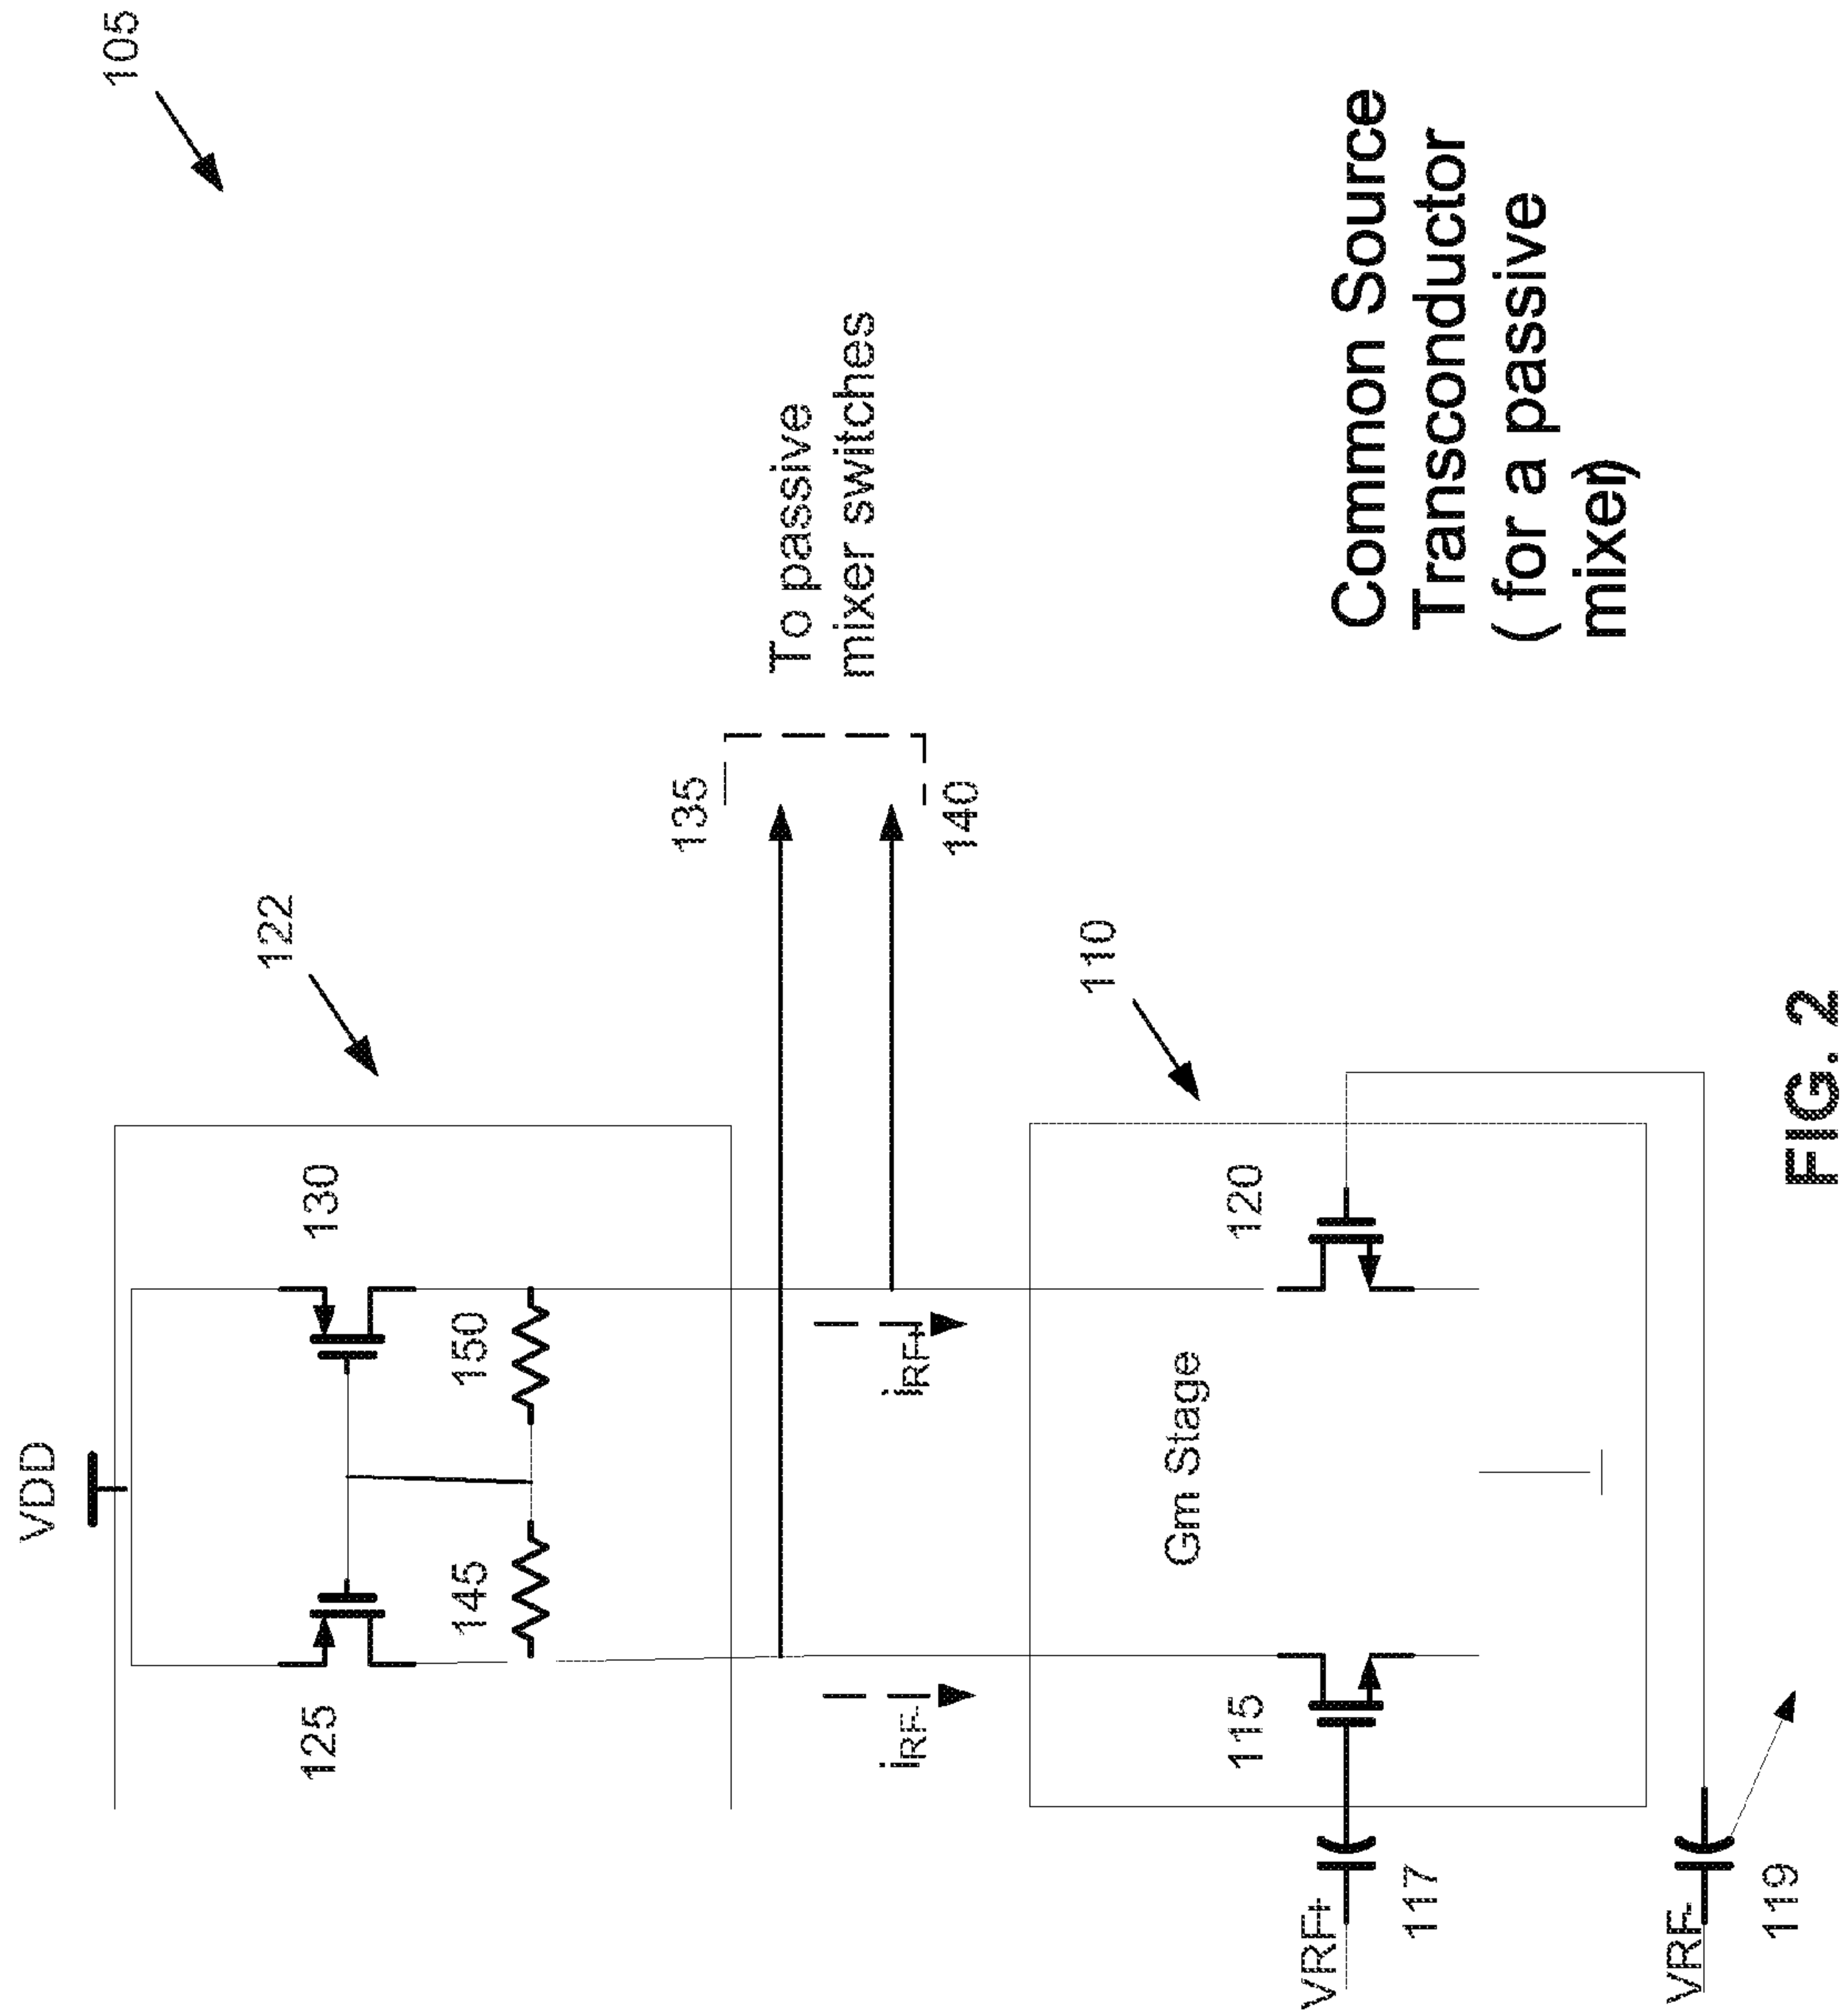 105
VDD
122
125
130
145
150
135
To passive
mixer switches
140
iRF-
iRF+
110
Gm Stage
115
120
VRF+
117
VRF-
119
Common Source
Transconductor
( for a passive
mixer)
FIG. 2